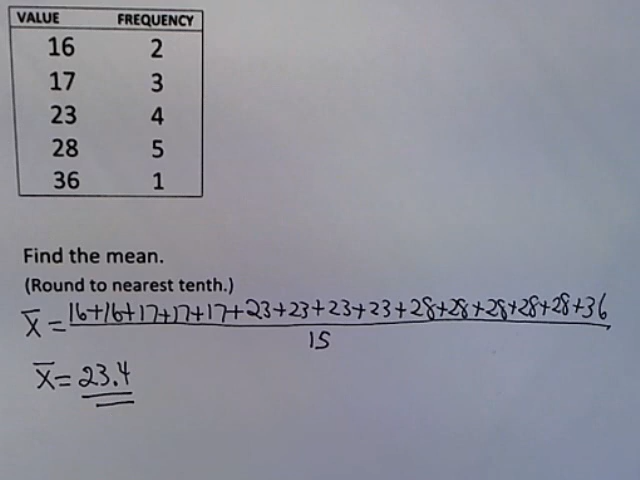 VALUE FREQUENCY
16 2
17 3
23 4
28 5
36 1
Find the mean.
(Round to nearest tenth.)
x̄ = 16+16+17+17+17+23+23+23+23+28+28+28+28+28+36
15
x̄ = 23.4